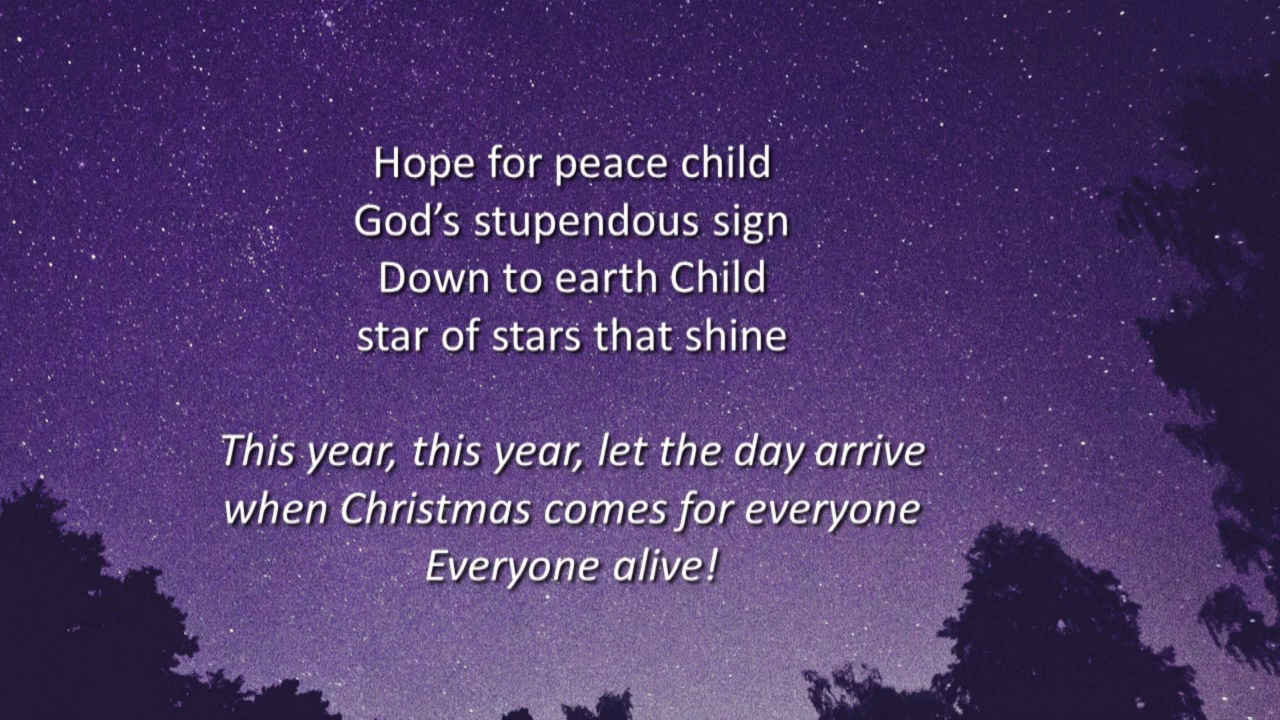 Hope for peace child
God’s stupendous sign
Down to earth Child
star of stars that shine
This year, this year, let the day arrive
when Christmas comes for everyone
Everyone alive!